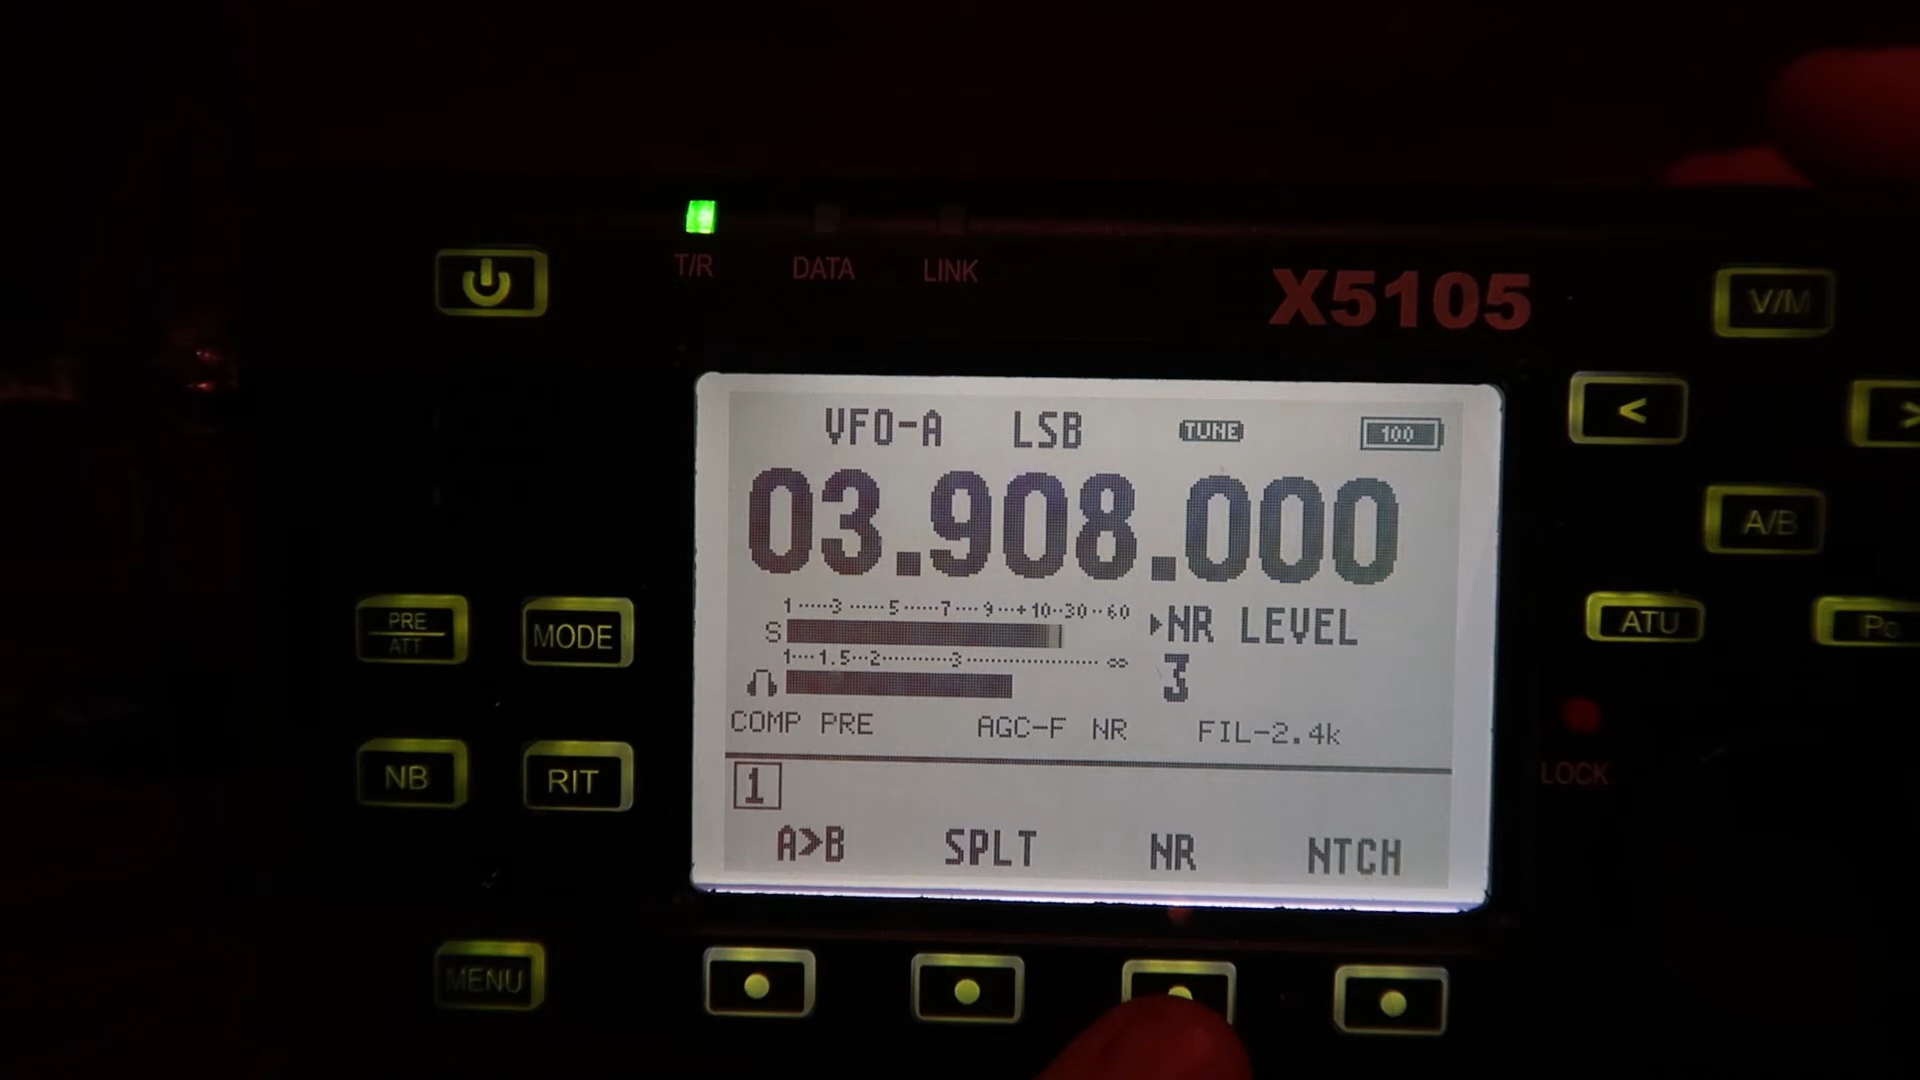 T/R DATA LINK
X5105
V/M
< >
VFO-A LSB TUNE 100
03.908.000
A/B
1·····3······5·····7····9···+10··30··60
S
▸NR LEVEL
1····1.5··2·········3·················∞
3
ATU
PRE
ATT
MODE
COMP PRE AGC-F NR FIL-2.4k
LOCK
NB RIT
1
A>B SPLT NR NTCH
MENU